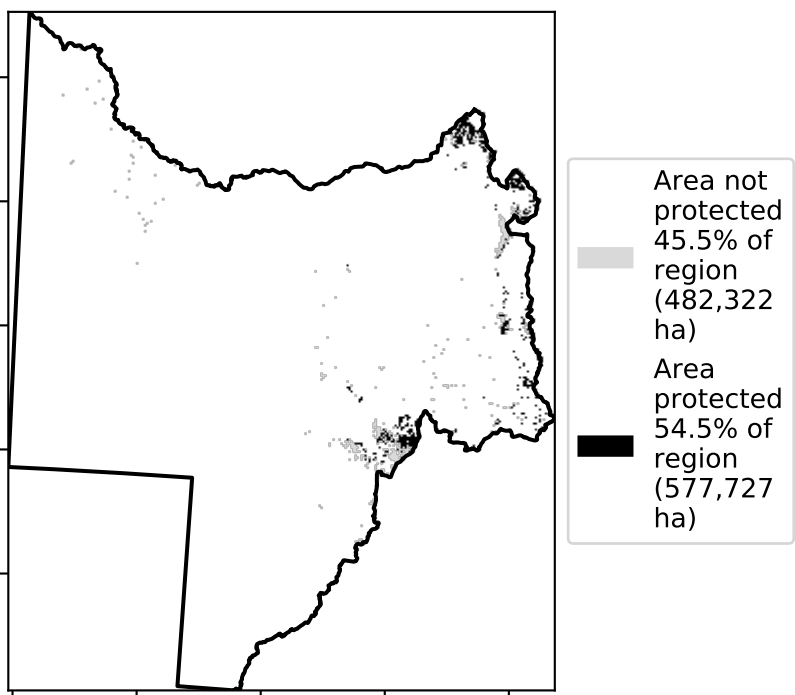 Area not
protected
45.5% of
region
(482,322
ha)
Area
protected
54.5% of
region
(577,727
ha)